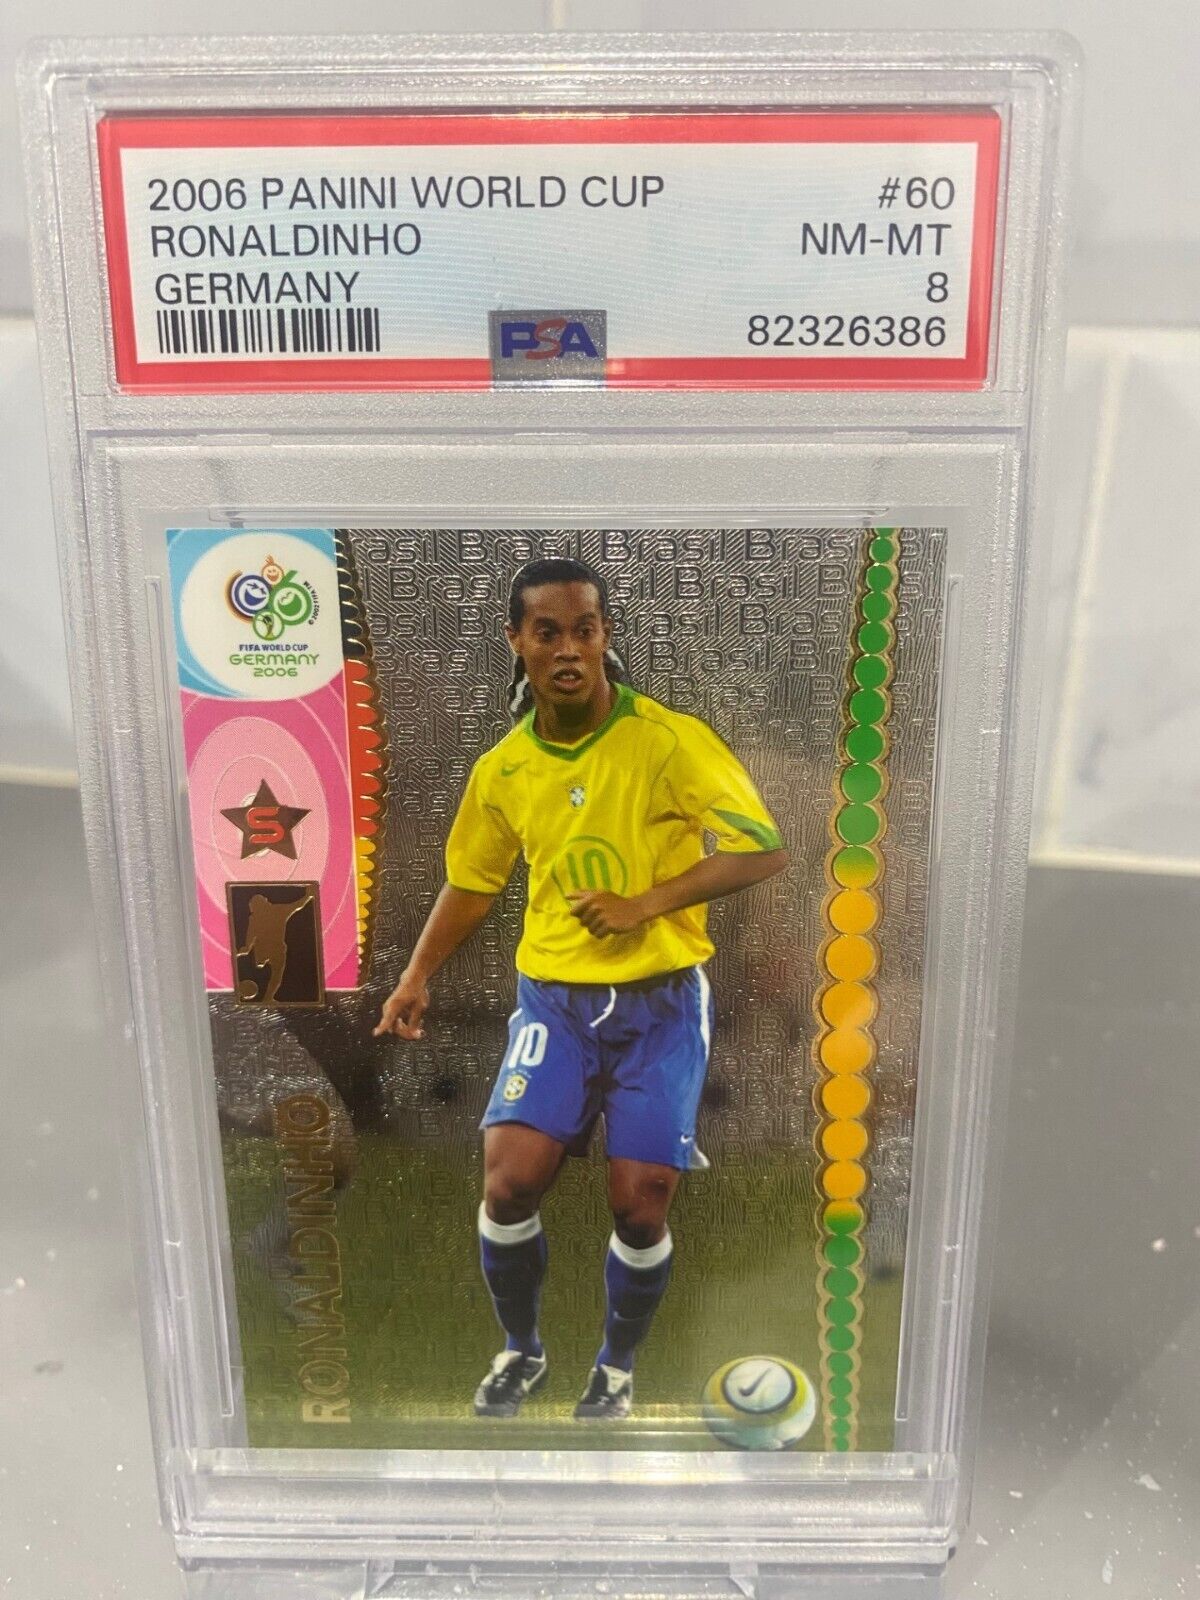 2006 PANINI WORLD CUP #60
RONALDINHO NM-MT
GERMANY 8
PSA 82326386
Brasil Brasil Brasil Brasil
FIFA WORLD CUP
GERMANY
2006
S
10
10
RONALDINHO